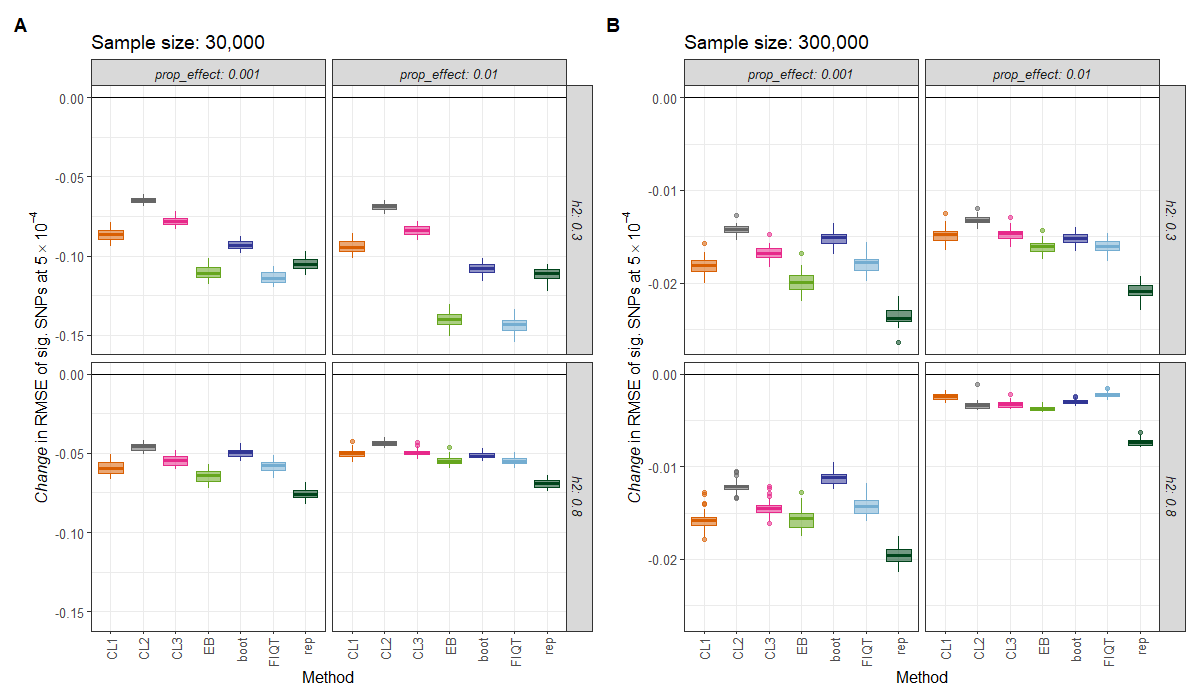 A
Sample size: 30,000
prop_effect: 0.001
prop_effect: 0.01
0.00
-0.05
-0.10
-0.15
h2: 0.3
0.00
-0.05
-0.10
-0.15
h2: 0.8
Change in RMSE of sig. SNPs at 5 × 10⁻⁴
CL1 CL2 CL3 EB boot FIQT rep
CL1 CL2 CL3 EB boot FIQT rep
Method
B
Sample size: 300,000
prop_effect: 0.001
prop_effect: 0.01
0.00
-0.01
-0.02
h2: 0.3
0.00
-0.01
-0.02
h2: 0.8
Change in RMSE of sig. SNPs at 5 × 10⁻⁴
CL1 CL2 CL3 EB boot FIQT rep
CL1 CL2 CL3 EB boot FIQT rep
Method